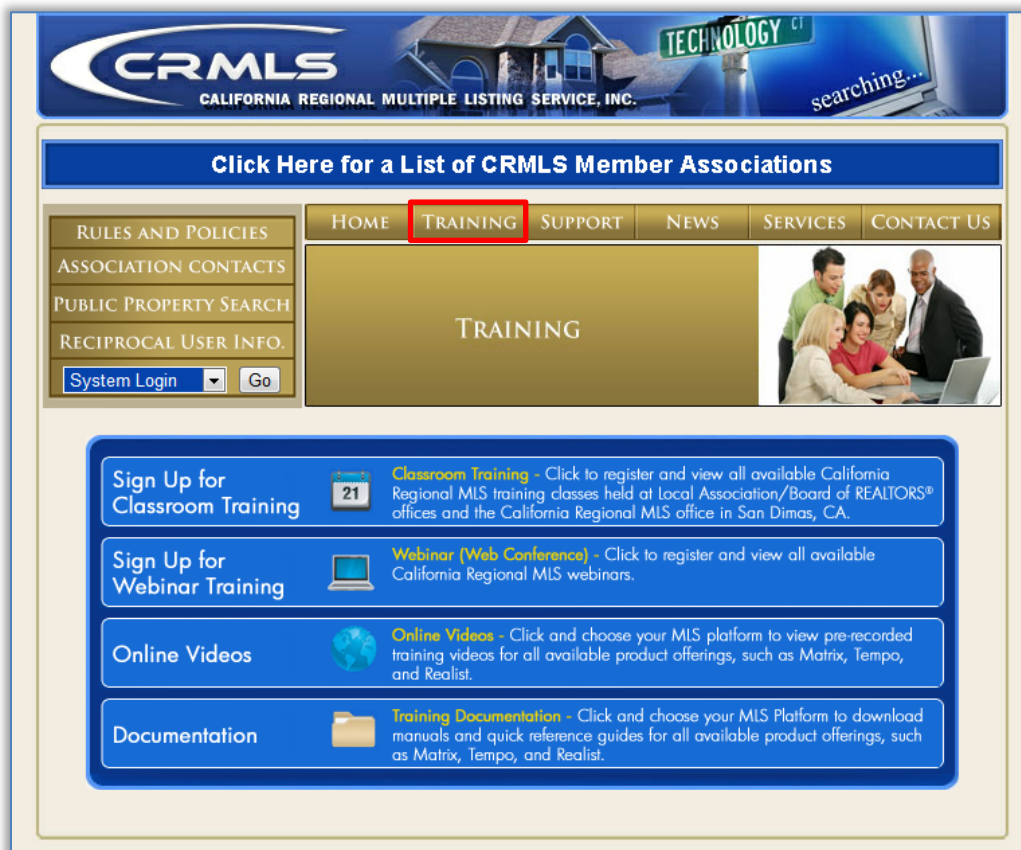 CRMLS
CALIFORNIA REGIONAL MULTIPLE LISTING SERVICE, INC.
TECHNOLOGY CT
searching...
Click Here for a List of CRMLS Member Associations
HOME TRAINING SUPPORT NEWS SERVICES CONTACT US
RULES AND POLICIES
ASSOCIATION CONTACTS
PUBLIC PROPERTY SEARCH
RECIPROCAL USER INFO.
System Login Go
TRAINING
Sign Up for
Classroom Training
21
Classroom Training - Click to register and view all available California
Regional MLS training classes held at Local Association/Board of REALTORS®
offices and the California Regional MLS office in San Dimas, CA.
Sign Up for
Webinar Training
Webinar (Web Conference) - Click to register and view all available
California Regional MLS webinars.
Online Videos
Online Videos - Click and choose your MLS platform to view pre-recorded
training videos for all available product offerings, such as Matrix, Tempo,
and Realist.
Documentation
Training Documentation - Click and choose your MLS Platform to download
manuals and quick reference guides for all available product offerings, such
as Matrix, Tempo, and Realist.